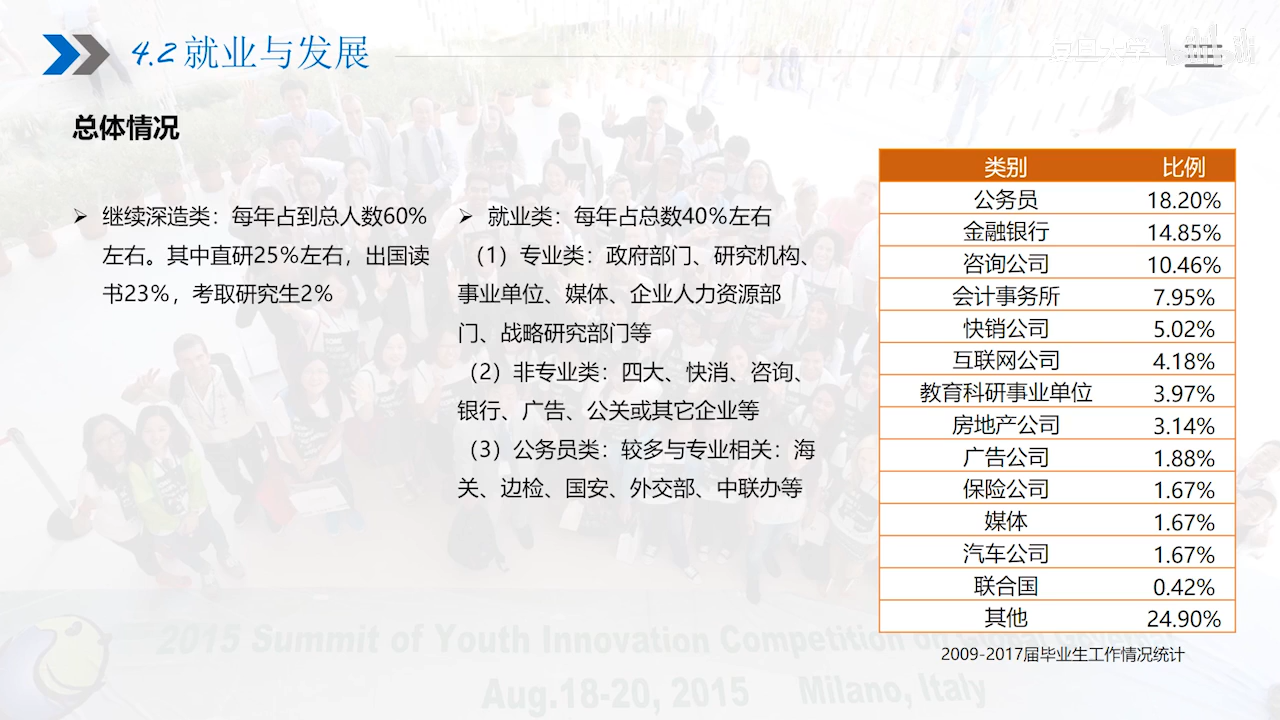 4.2 就业与发展
复旦大学
总体情况
➢ 继续深造类：每年占到总人数60%
左右。其中直研25%左右，出国读
书23%，考取研究生2%
➢ 就业类：每年占总数40%左右
（1）专业类：政府部门、研究机构、
事业单位、媒体、企业人力资源部
门、战略研究部门等
（2）非专业类：四大、快消、咨询、
银行、广告、公关或其它企业等
（3）公务员类：较多与专业相关：海
关、边检、国安、外交部、中联办等
类别 比例
公务员 18.20%
金融银行 14.85%
咨询公司 10.46%
会计事务所 7.95%
快销公司 5.02%
互联网公司 4.18%
教育科研事业单位 3.97%
房地产公司 3.14%
广告公司 1.88%
保险公司 1.67%
媒体 1.67%
汽车公司 1.67%
联合国 0.42%
其他 24.90%
2009-2017届毕业生工作情况统计
2015 Summit of Youth Innovation Competition on Global
Aug.18-20, 2015 Milano, Italy